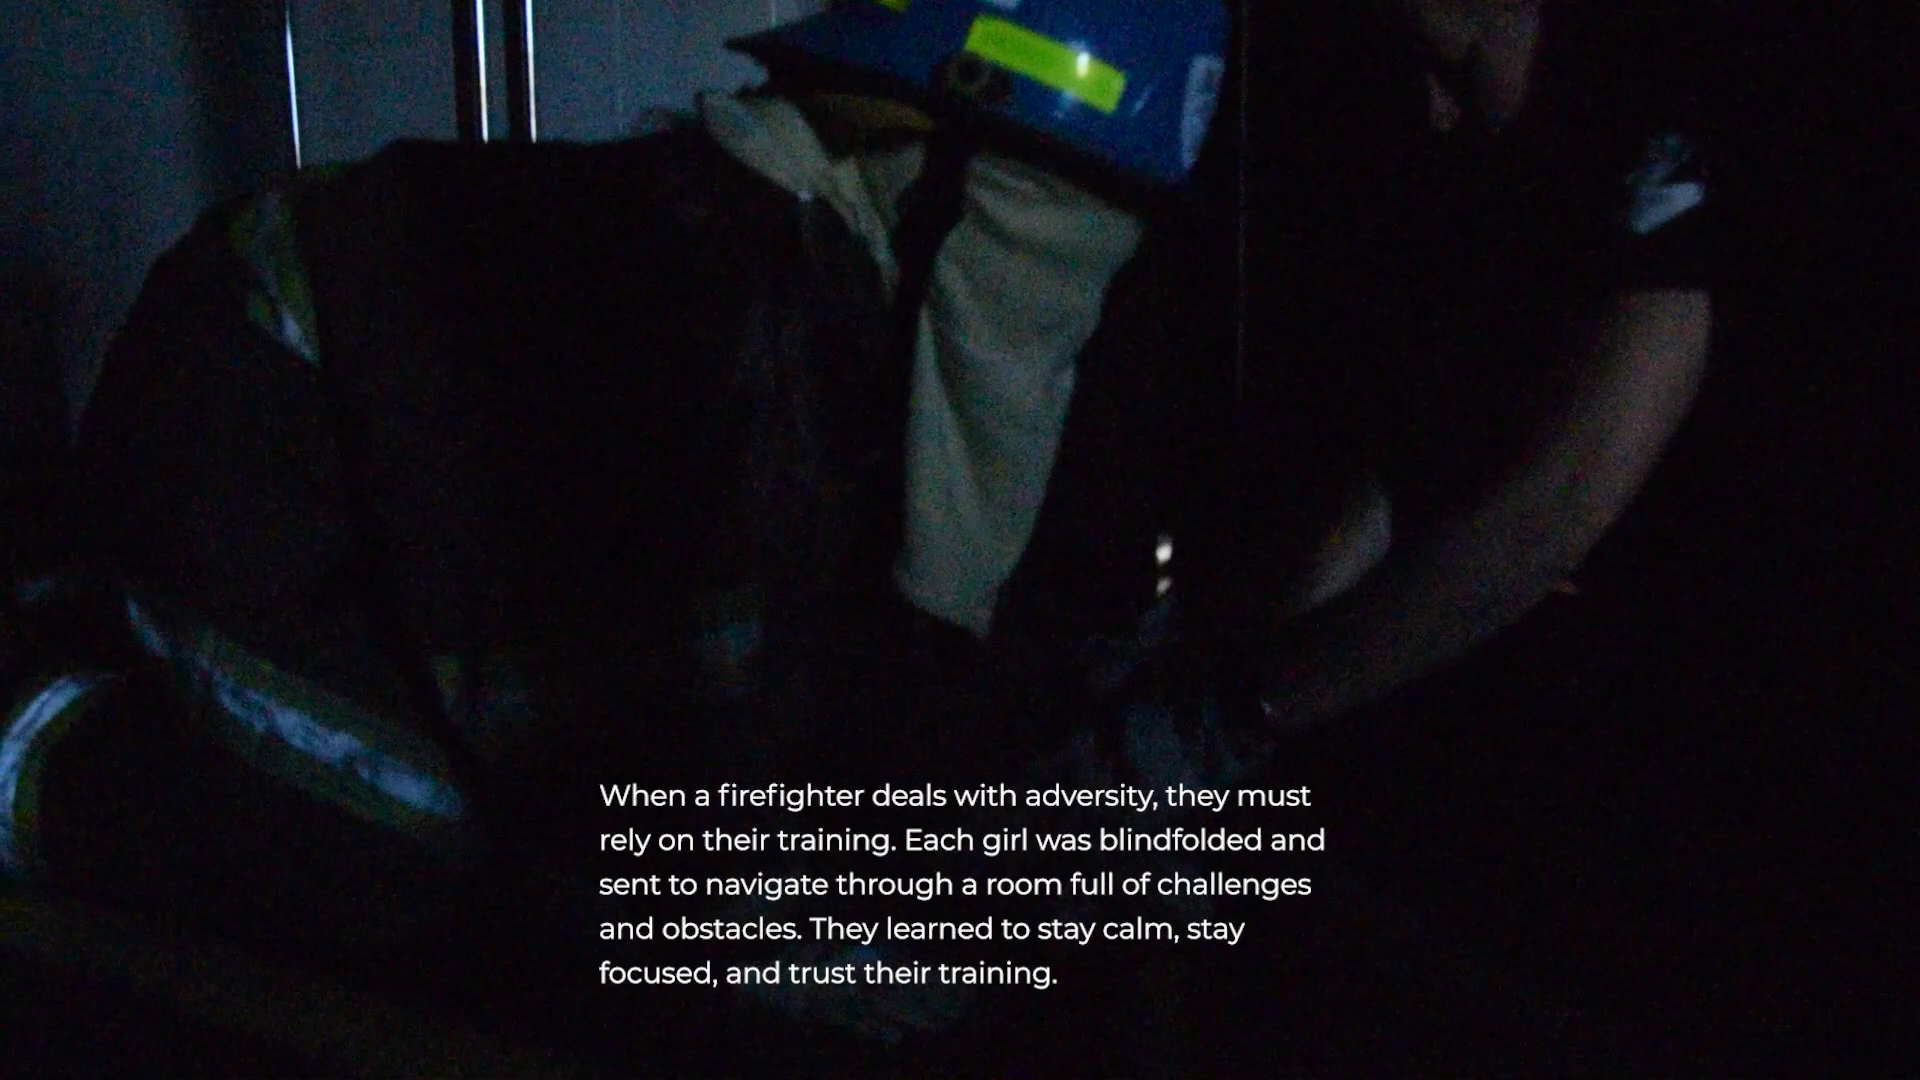 When a firefighter deals with adversity, they must
rely on their training. Each girl was blindfolded and
sent to navigate through a room full of challenges
and obstacles. They learned to stay calm, stay
focused, and trust their training.